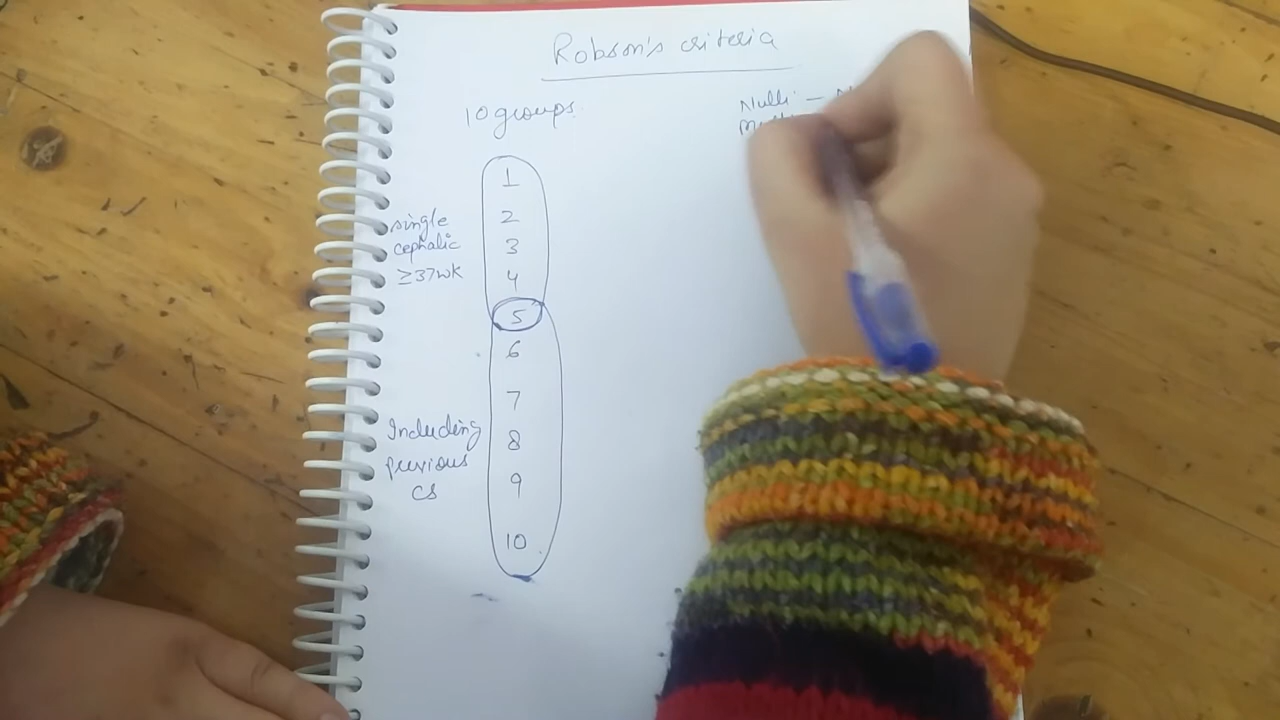 Robson's criteria
10 groups.
Nulli —
1
2
3
4
5
6
7
8
9
10
single
cephalic
≥37wk
Including
previous
CS